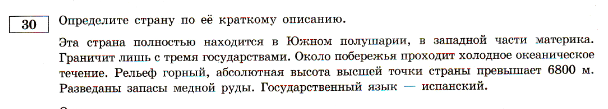 30
Определите страну по её краткому описанию.
Эта страна полностью находится в Южном полушарии, в западной части материка.
Граничит лишь с тремя государствами. Около побережья проходит холодное океаническое
течение. Рельеф горный, абсолютная высота высшей точки страны превышает 6800 м.
Разведаны запасы медной руды. Государственный язык — испанский.